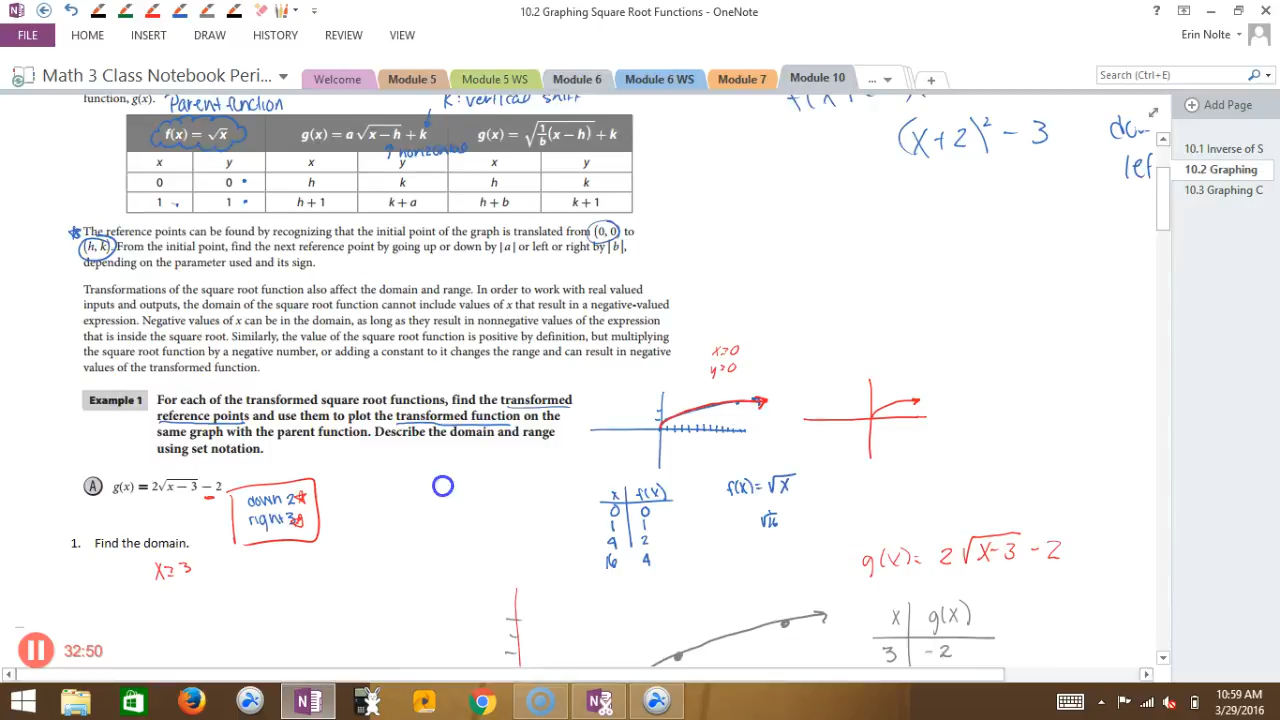 10.2 Graphing Square Root Functions - OneNote
FILE HOME INSERT DRAW HISTORY REVIEW VIEW
Erin Nolte
Math 3 Class Notebook Peri...
Welcome Module 5 Module 5 WS Module 6 Module 6 WS Module 7 Module 10 ...
Search (Ctrl+E)
Add Page
10.1 Inverse of S
10.2 Graphing
10.3 Graphing C
function, g(x). Parent function
k: vertical shift
(x+2)² - 3
f(x) = √x g(x) = a√(x-h) + k g(x) = √(1/b(x-h)) + k
horizontal
x y x y x y
0 0 h k h k
1 1 h + 1 k + a h + b k + 1
The reference points can be found by recognizing that the initial point of the graph is translated from (0, 0) to
(h, k). From the initial point, find the next reference point by going up or down by |a| or left or right by |b|,
depending on the parameter used and its sign.
Transformations of the square root function also affect the domain and range. In order to work with real valued
inputs and outputs, the domain of the square root function cannot include values of x that result in a negative-valued
expression. Negative values of x can be in the domain, as long as they result in nonnegative values of the expression
that is inside the square root. Similarly, the value of the square root function is positive by definition, but multiplying
the square root function by a negative number, or adding a constant to it changes the range and can result in negative
values of the transformed function.
x≥0
y≥0
Example 1 For each of the transformed square root functions, find the transformed
reference points and use them to plot the transformed function on the
same graph with the parent function. Describe the domain and range
using set notation.
A g(x) = 2√(x-3) - 2
down 2
right 3
x f(x)
0 0
1 1
4 2
16 4
f(x) = √x
√16
1. Find the domain.
x≥3
g(x) = 2√(x-3) - 2
x g(x)
3 -2
32:50
10:59 AM
3/29/2016